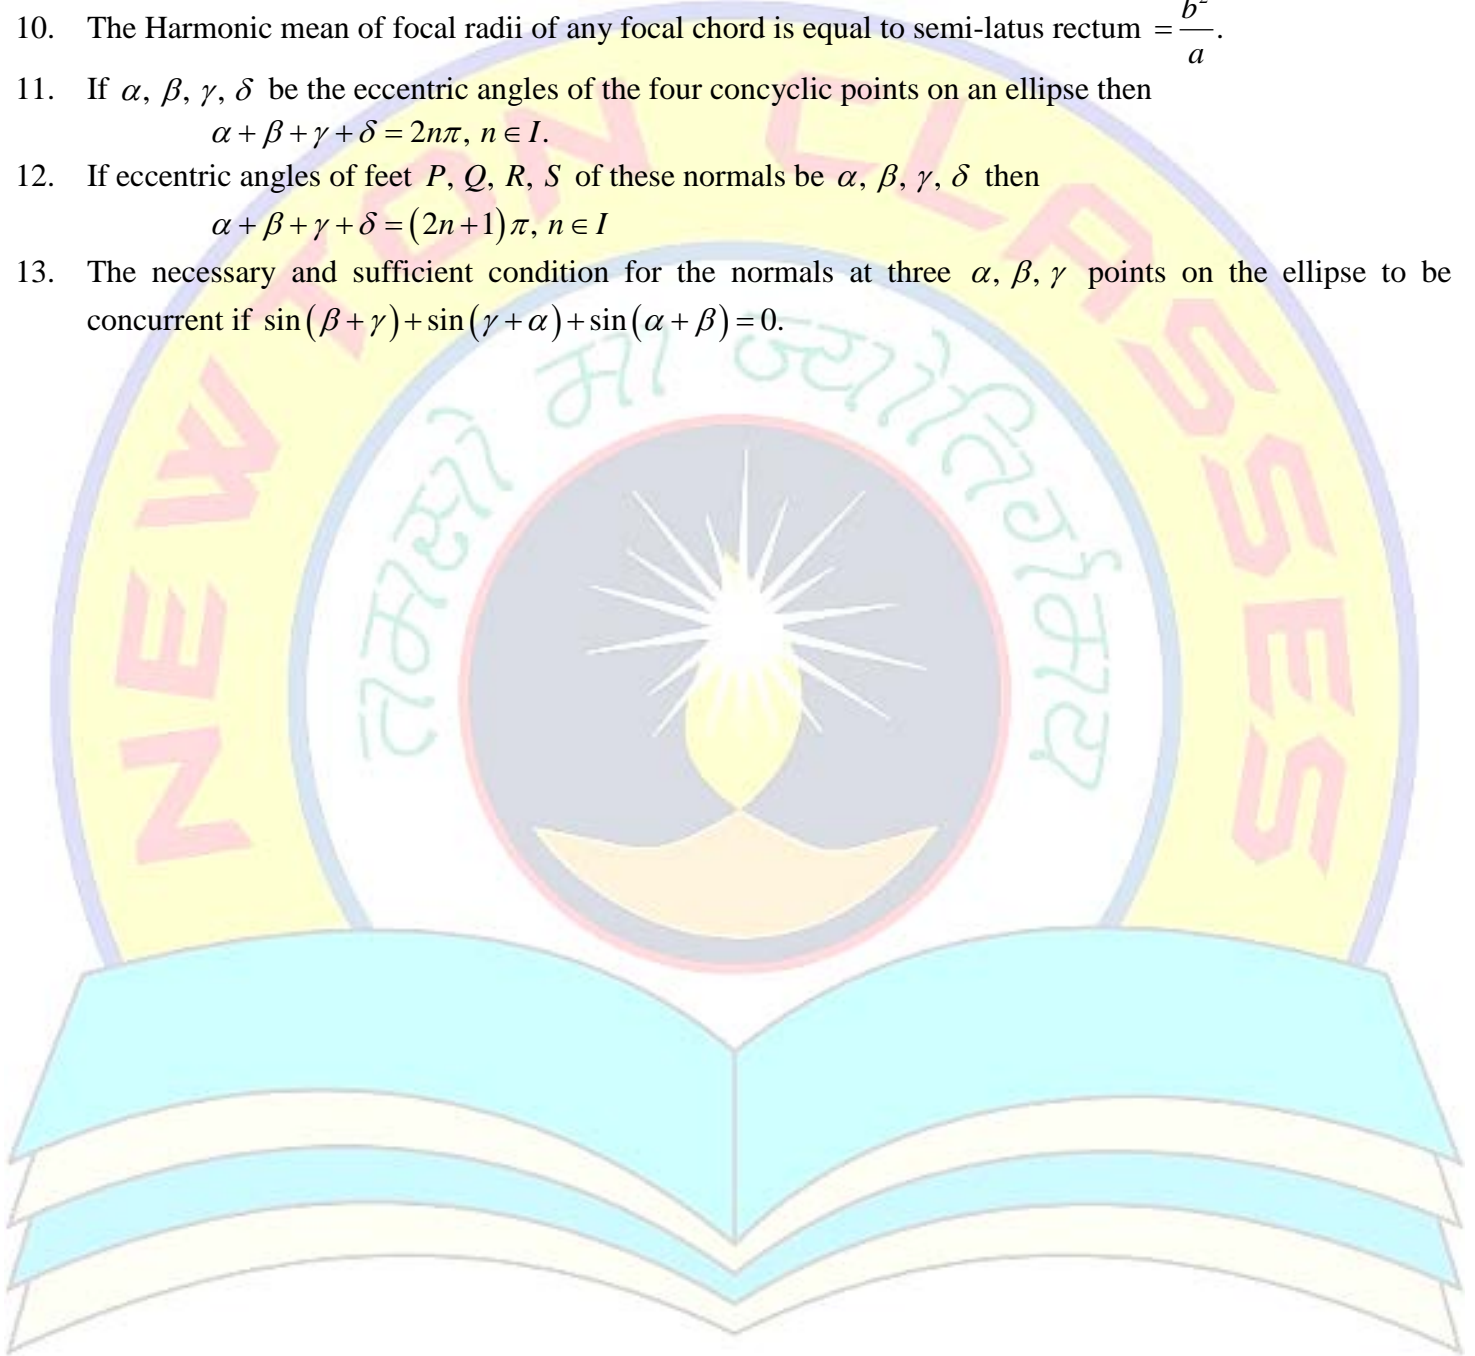 10. The Harmonic mean of focal radii of any focal chord is equal to semi-latus rectum = b²/a.
11. If α, β, γ, δ be the eccentric angles of the four concyclic points on an ellipse then
α + β + γ + δ = 2nπ, n ∈ I.
12. If eccentric angles of feet P, Q, R, S of these normals be α, β, γ, δ then
α + β + γ + δ = (2n + 1) π, n ∈ I
13. The necessary and sufficient condition for the normals at three α, β, γ points on the ellipse to be
concurrent if sin (β + γ) + sin (γ + α) + sin (α + β) = 0.
NEWTON CLASSES
तमसो मा ज्योतिर्गमय